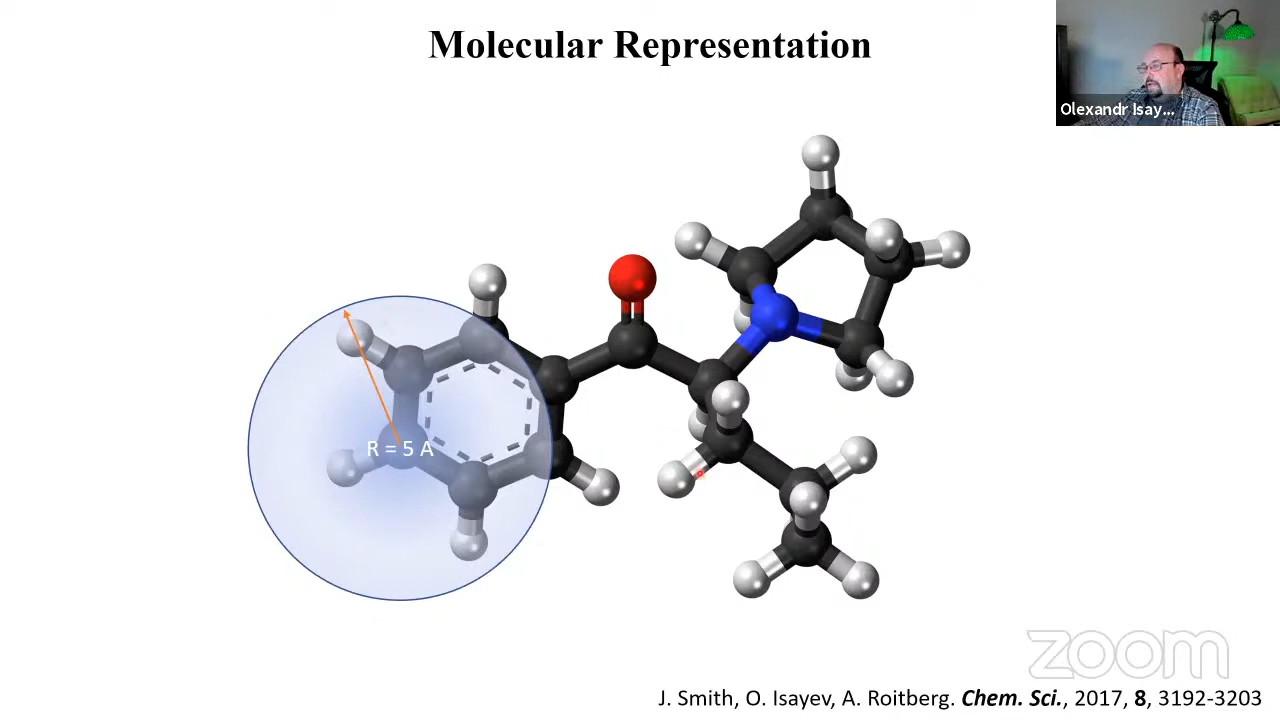 Molecular Representation
Olexandr Isay...
R = 5 A
zoom
J. Smith, O. Isayev, A. Roitberg. Chem. Sci., 2017, 8, 3192-3203